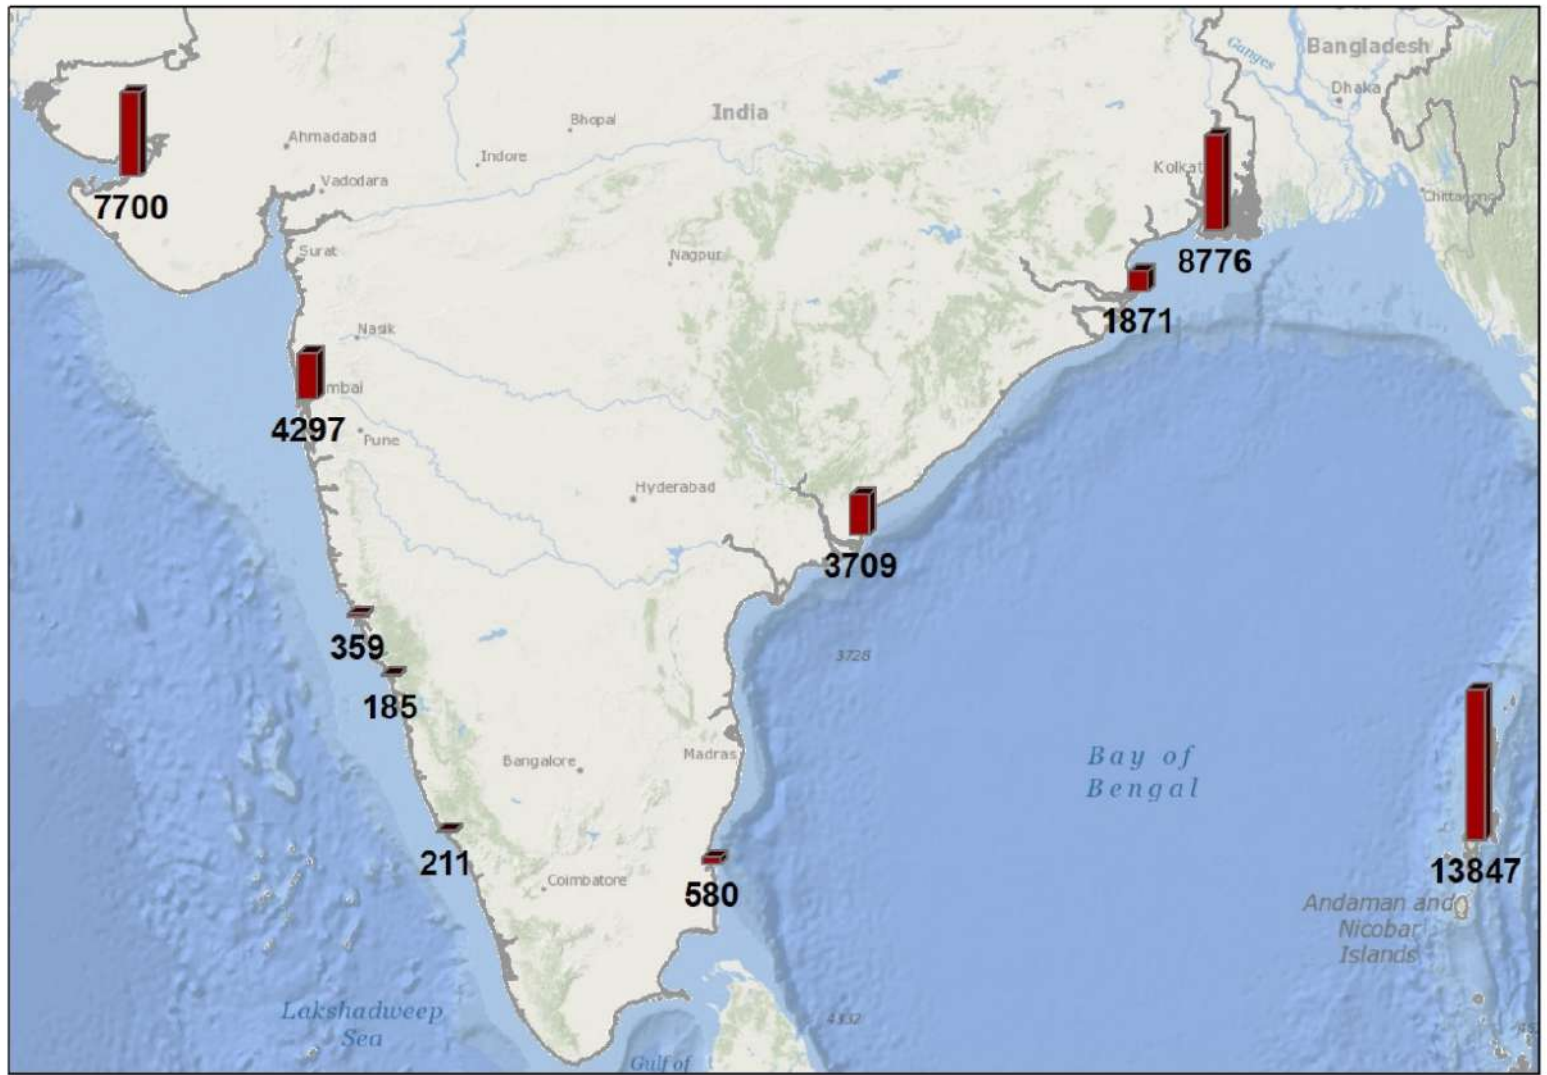 Ganges
Bangladesh
Dhaka
India
Bhopal
Ahmadabad
Indore
Kolkat
Vadodara
Chittagong
7700
Surat
Nagpur
8776
1871
Nasik
mbai
4297
Pune
Hyderabad
3709
359
3728
185
Bay of
Bengal
Madras
Bangalore
211
13847
Coimbatore
580
Andaman and
Nicobar
Islands
Lakshadweep
Sea
4332
Gulf of